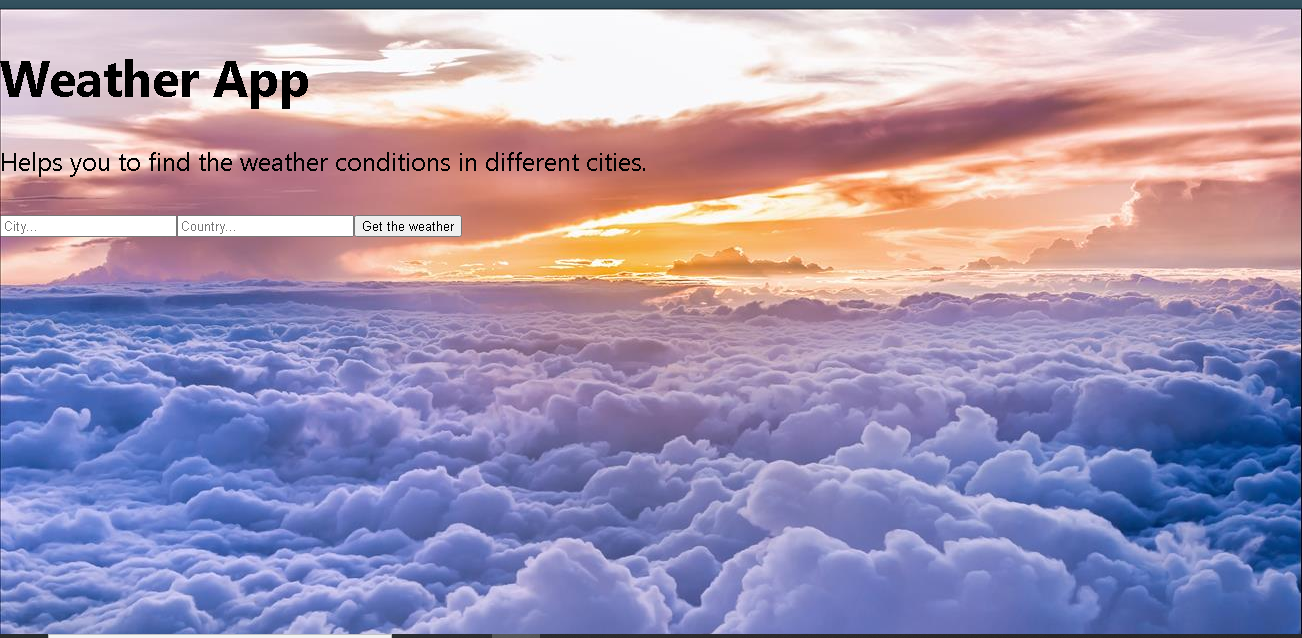 Weather App
Helps you to find the weather conditions in different cities.
City... Country... Get the weather